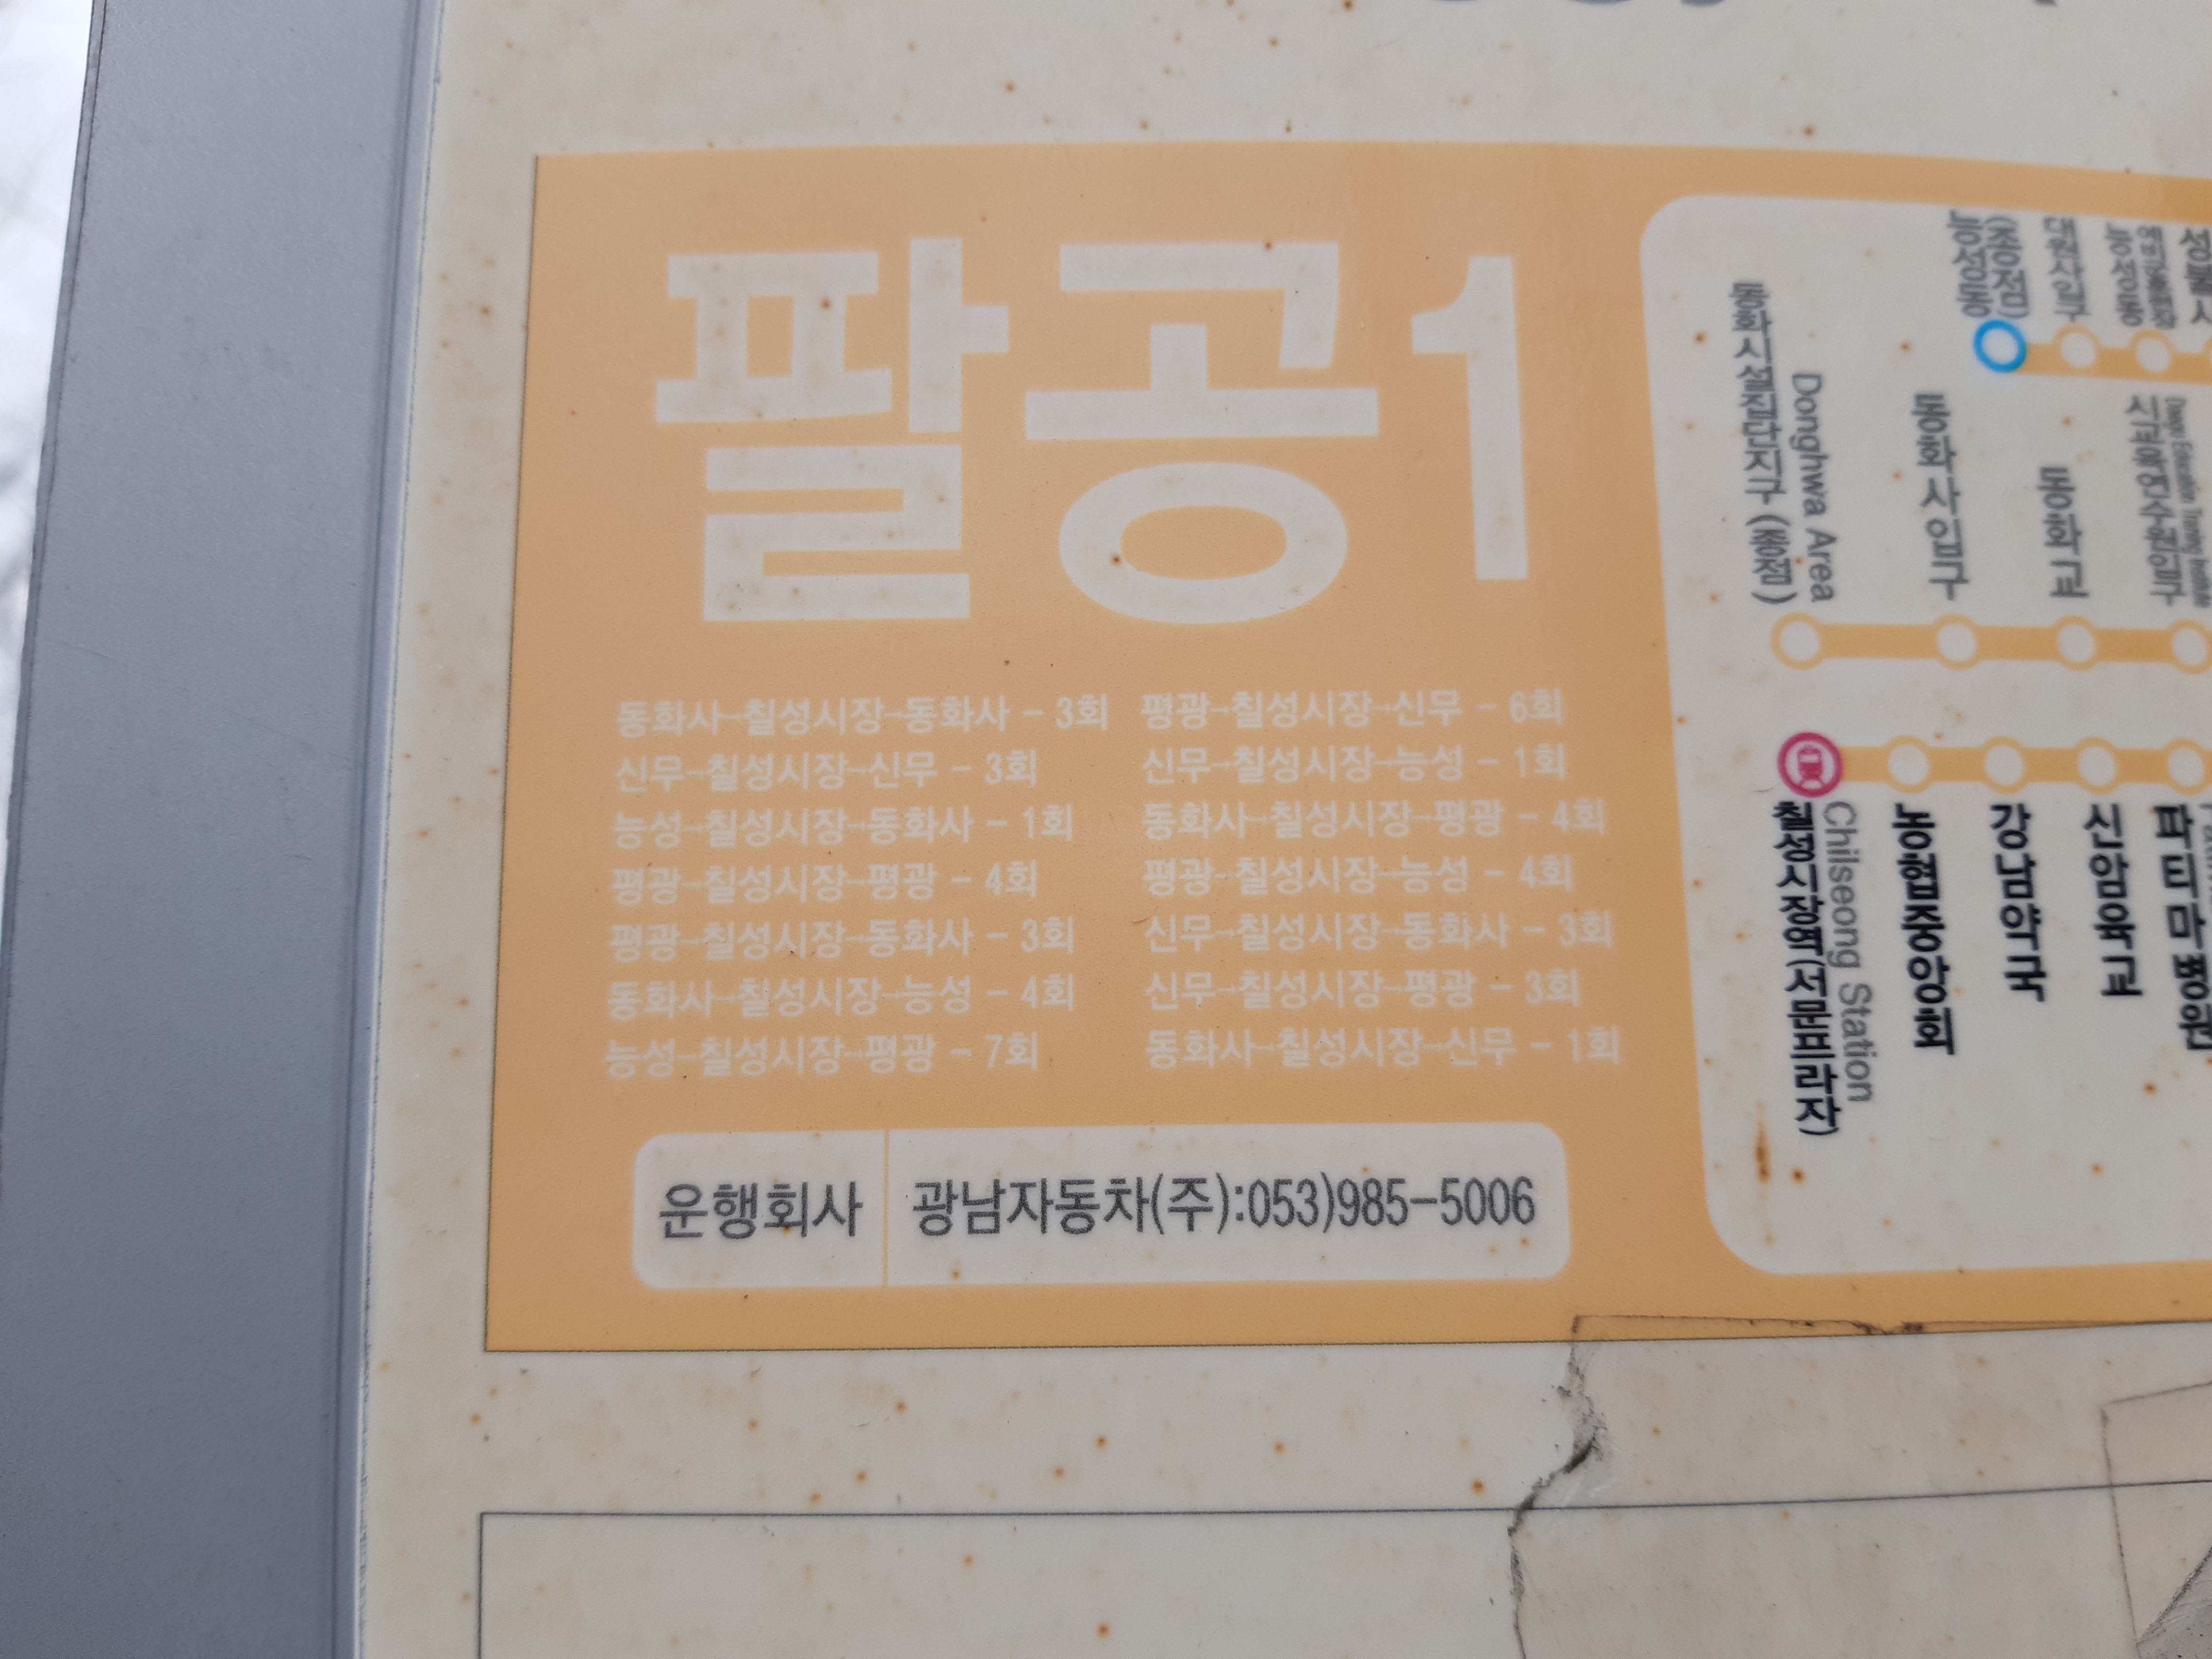 팔공1
동화사→칠성시장→동화사 - 3회
신무→칠성시장→신무 - 3회
능성→칠성시장→동화사 - 1회
평광→칠성시장→평광 - 4회
평광→칠성시장→동화사 - 3회
동화사→칠성시장→능성 - 4회
능성→칠성시장→평광 - 7회
평광→칠성시장→신무 - 6회
신무→칠성시장→능성 - 1회
동화사→칠성시장→평광 - 4회
평광→칠성시장→능성 - 4회
신무→칠성시장→동화사 - 3회
신무→칠성시장→평광 - 3회
동화사→칠성시장→신무 - 1회
운행회사
광남자동차(주):053)985-5006
능성동
(종점)
대원사입구
능성동
동화시설집단지구 (종점)
Donghwa Area
동화사입구
동화교
시교육연수원입구
칠성시장역(서문프라자)
Chilseong Station
농협중앙회
강남약국
신암육교
파티마병원